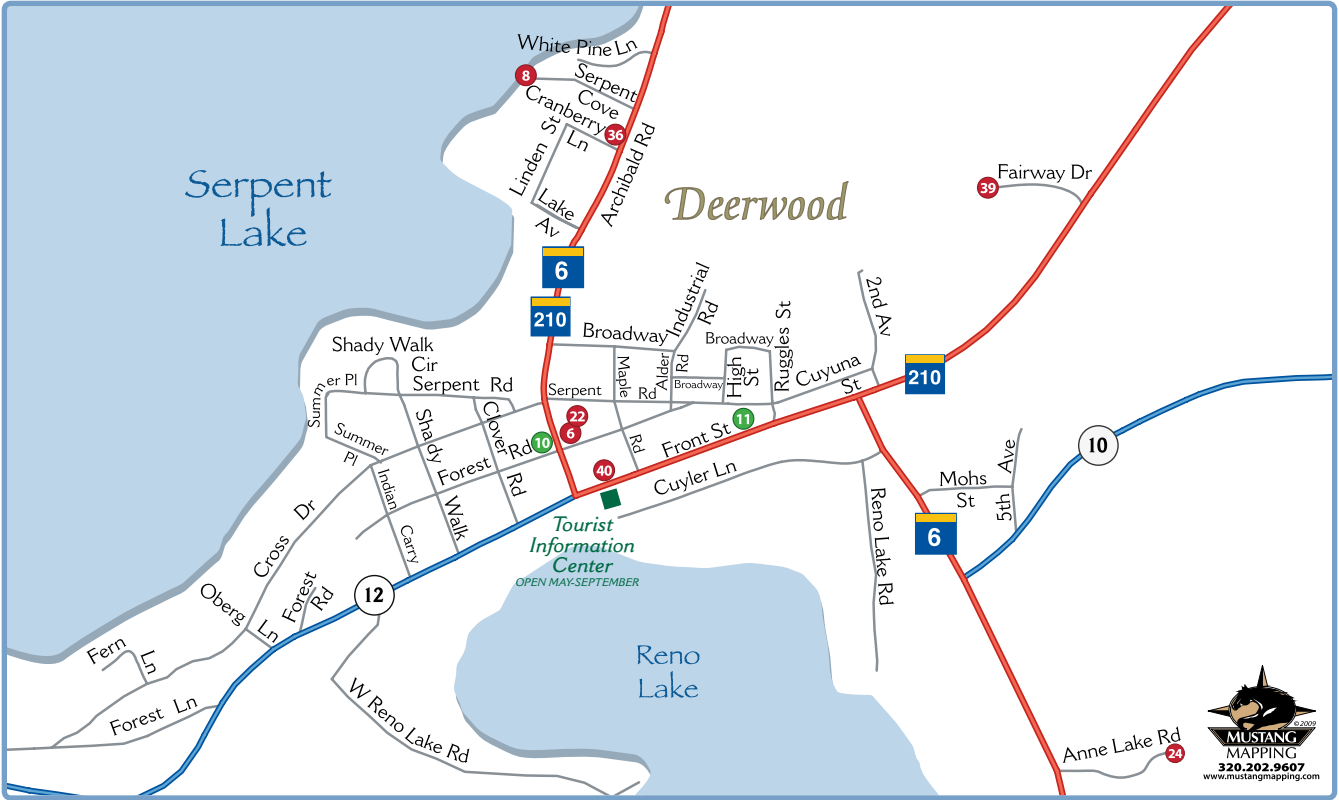 White Pine Ln
8
Serpent
Cove
Cranberry
Ln
36
Linden St
Archibald Rd
Lake
Av
Serpent
Lake
Deerwood
39
Fairway Dr
6
210
Industrial
Rd
2nd Av
Broadway
Broadway
Ruggles St
Shady Walk
Cir
Summer Pl
Serpent Rd
Serpent
Rd
Maple
Rd
Alder
Rd
Broadway
High
St
Cuyuna
St
210
Clover
Rd
Shady
Walk
Summer
Pl
22
6
10
11
Front St
Forest Rd
40
Cuyler Ln
10
Mohs
St
5th Ave
Indian
Carry
Cross Dr
Reno Lake Rd
6
Tourist
Information
Center
OPEN MAY-SEPTEMBER
12
Forest
Rd
Oberg
Ln
Fern
Ln
Forest Ln
W Reno Lake Rd
Reno
Lake
Anne Lake Rd
24
©2009
MUSTANG
MAPPING
320.202.9607
www.mustangmapping.com